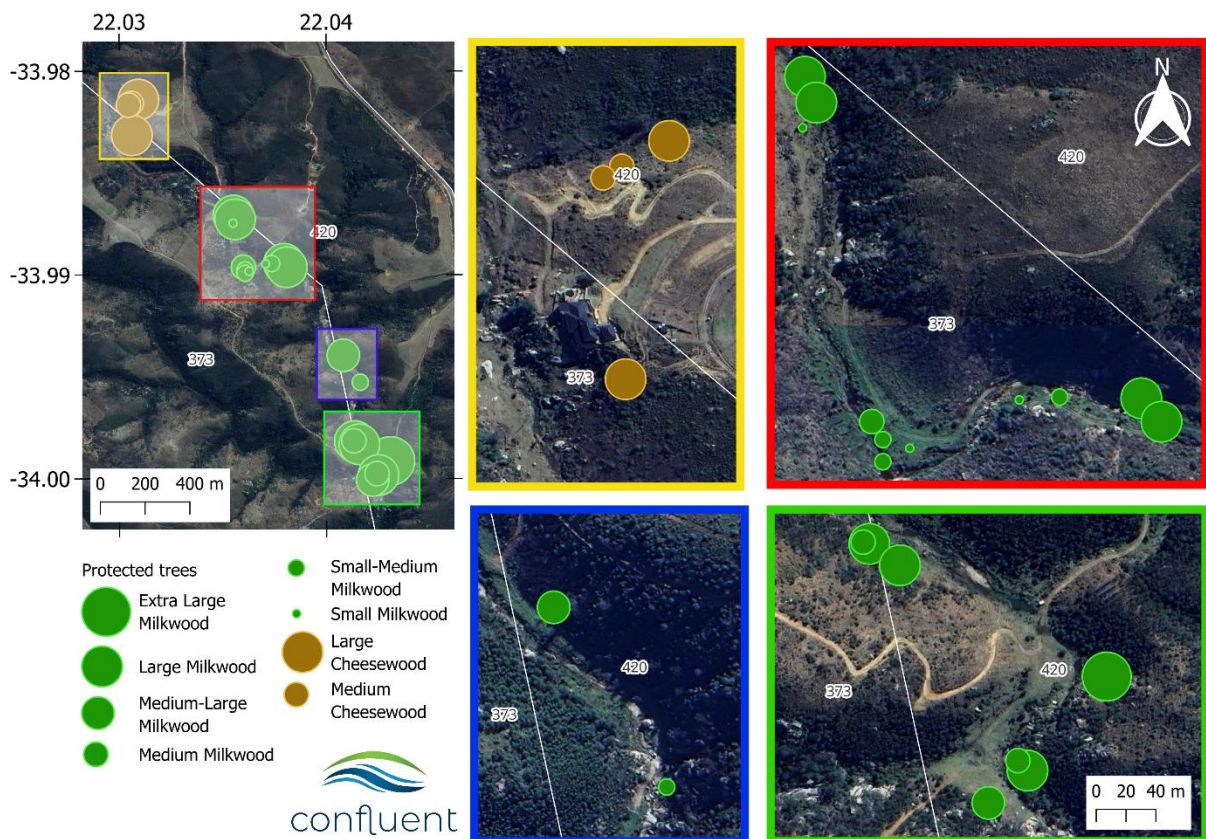 22.03
22.04
-33.98
-33.99
-34.00
420
373
0 200 400 m
420
373
N
420
373
420
373
420
373
0 20 40 m
Protected trees
Extra Large
Milkwood
Large Milkwood
Medium-Large
Milkwood
Medium Milkwood
Small-Medium
Milkwood
Small Milkwood
Large
Cheesewood
Medium
Cheesewood
confluent